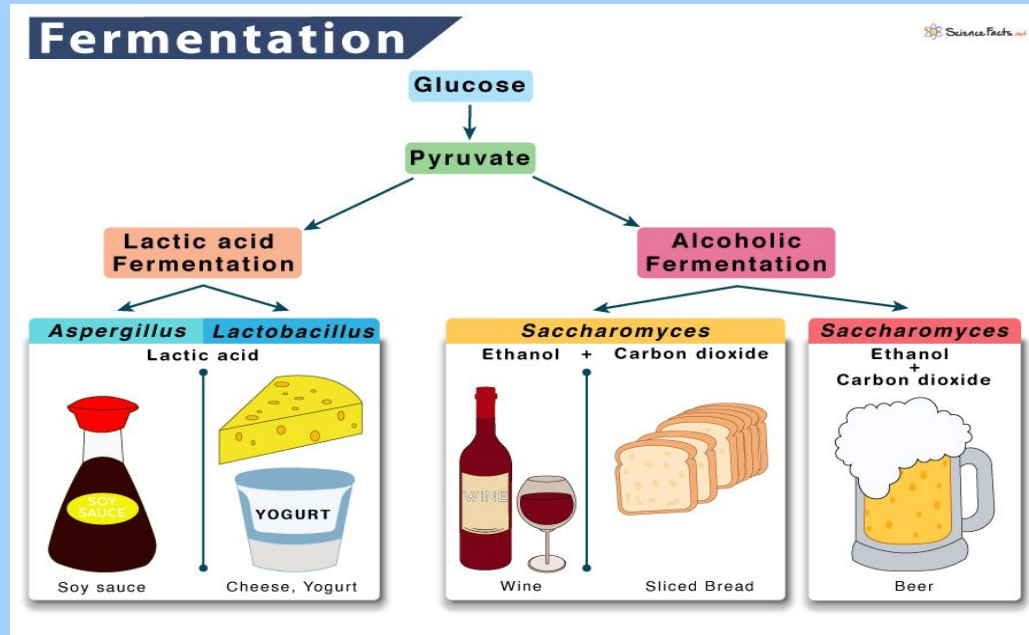 Fermentation
ScienceFacts.net
Glucose
Pyruvate
Lactic acid
Fermentation
Alcoholic
Fermentation
Aspergillus Lactobacillus
Lactic acid
SOY
SAUCE
YOGURT
Soy sauce
Cheese, Yogurt
Saccharomyces
Ethanol + Carbon dioxide
WINE
Wine
Sliced Bread
Saccharomyces
Ethanol
+
Carbon dioxide
Beer